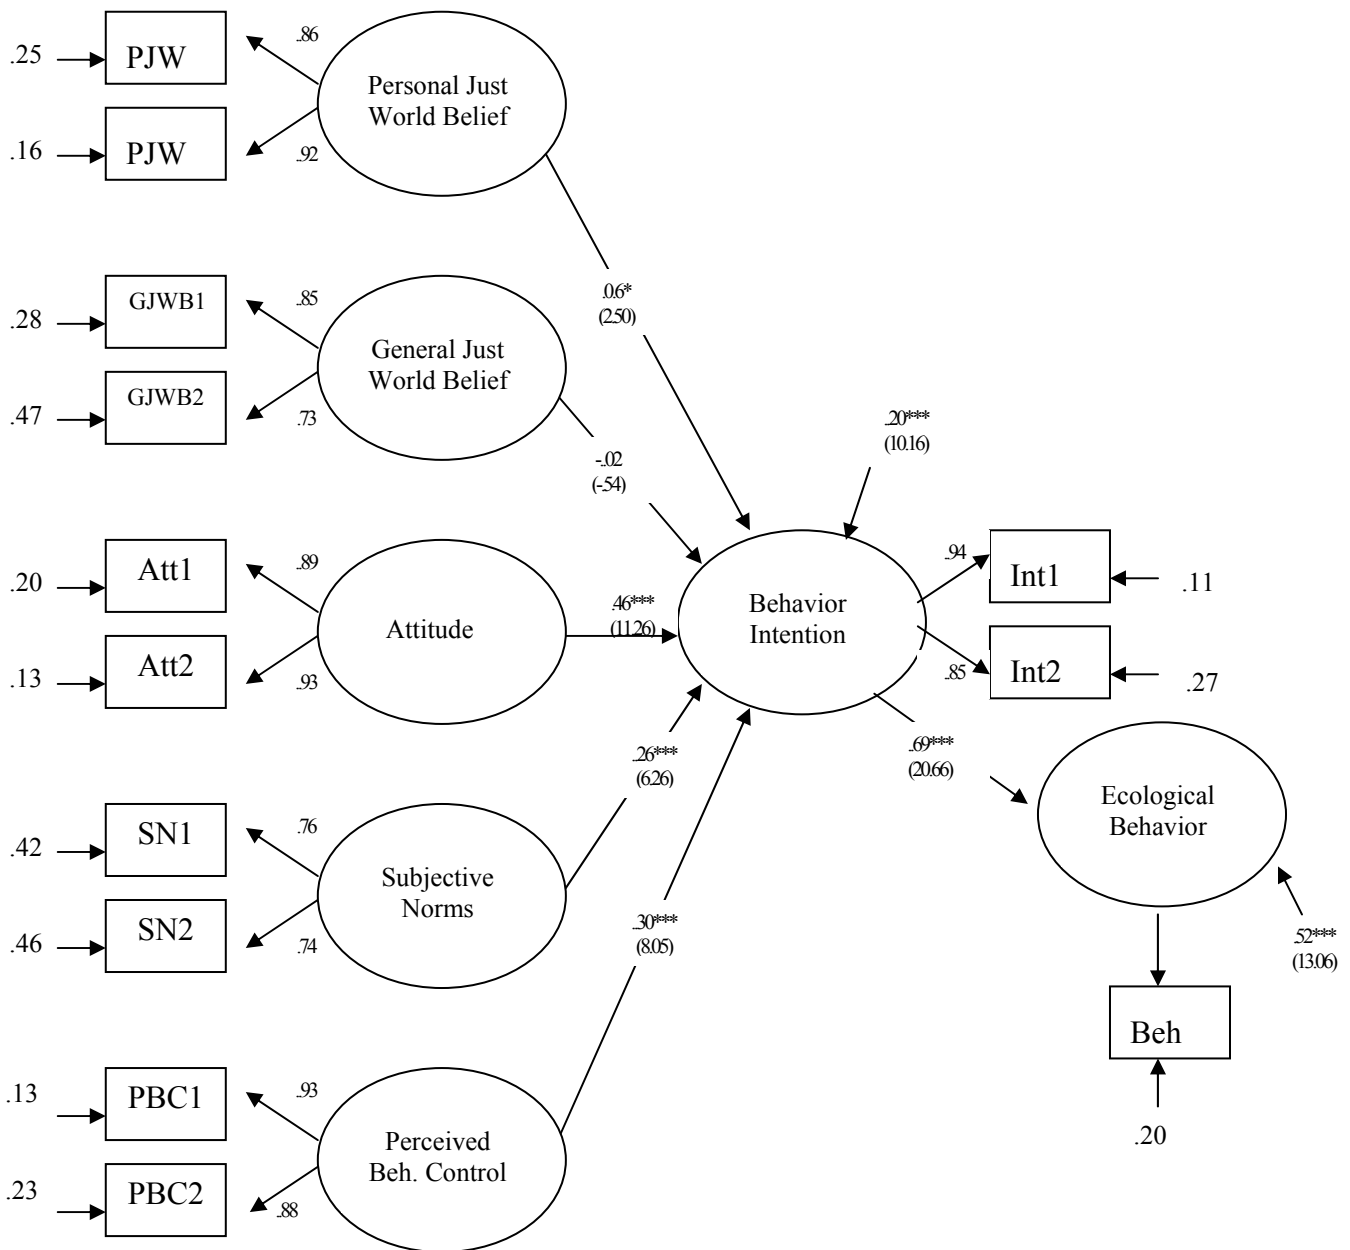 .25
PJW
.86
Personal Just
World Belief
.16
PJW
.92
.28
GJWB1
.85
General Just
World Belief
.47
GJWB2
.73
.0.6*
(2.50)
-.02
(-.54)
.20***
(10.16)
.20
Att1
.89
Attitude
.13
Att2
.93
.46***
(11.26)
Behavior
Intention
.94
Int1
.11
.85
Int2
.27
.69***
(20.66)
Ecological
Behavior
.52***
(13.06)
Beh
.20
.42
SN1
.76
Subjective
Norms
.46
SN2
.74
.26***
(6.26)
.30***
(8.05)
.13
PBC1
.93
Perceived
Beh. Control
.23
PBC2
.88